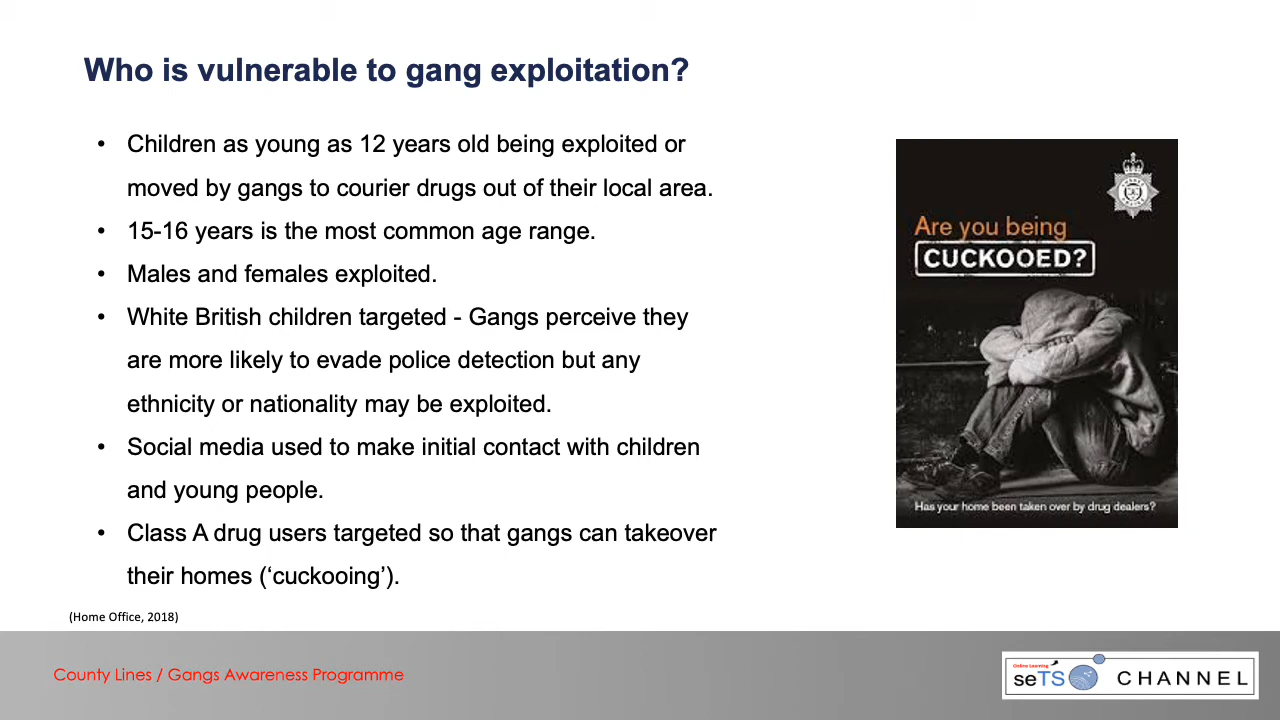 Who is vulnerable to gang exploitation?
• Children as young as 12 years old being exploited or
moved by gangs to courier drugs out of their local area.
• 15-16 years is the most common age range.
• Males and females exploited.
• White British children targeted - Gangs perceive they
are more likely to evade police detection but any
ethnicity or nationality may be exploited.
• Social media used to make initial contact with children
and young people.
• Class A drug users targeted so that gangs can takeover
their homes (‘cuckooing’).
(Home Office, 2018)
Are you being
CUCKOOED?
Has your home been taken over by drug dealers?
County Lines / Gangs Awareness Programme
Online Learning
seTS CHANNEL